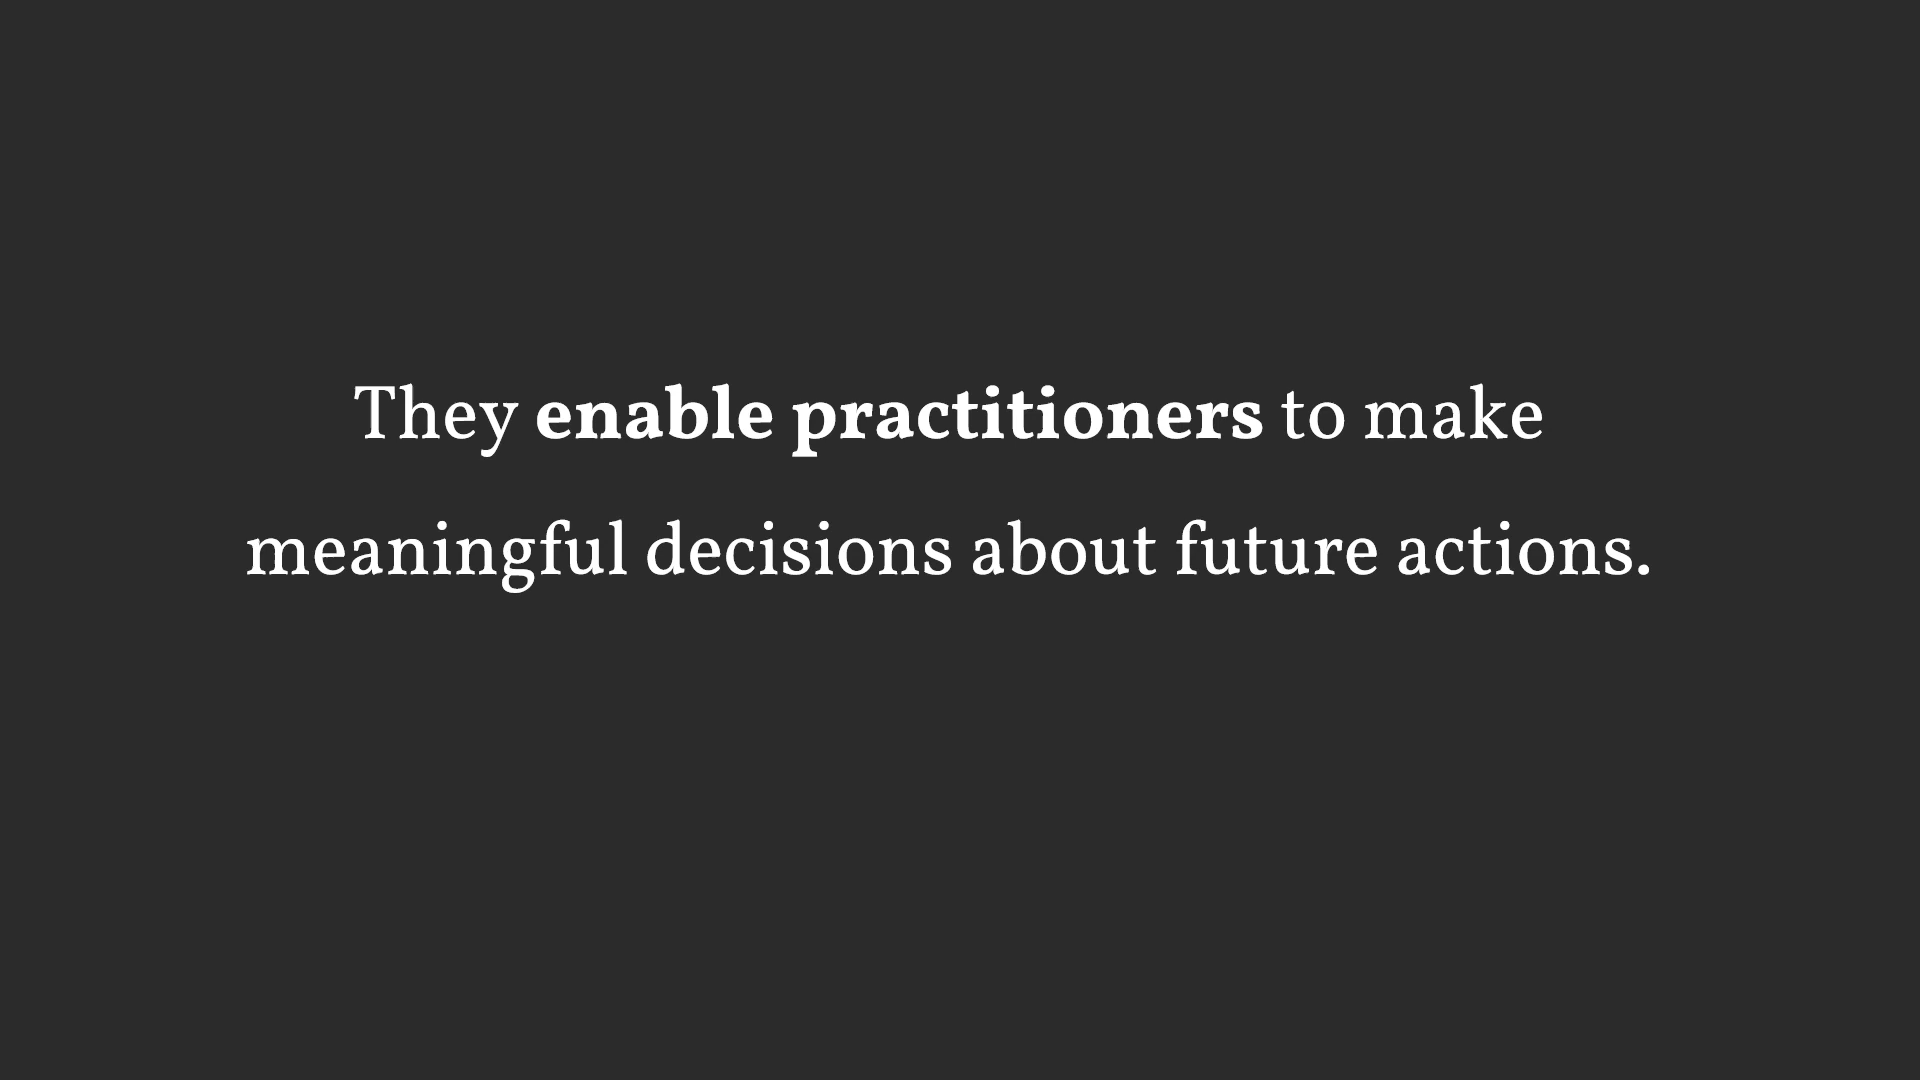 They enable practitioners to make
meaningful decisions about future actions.